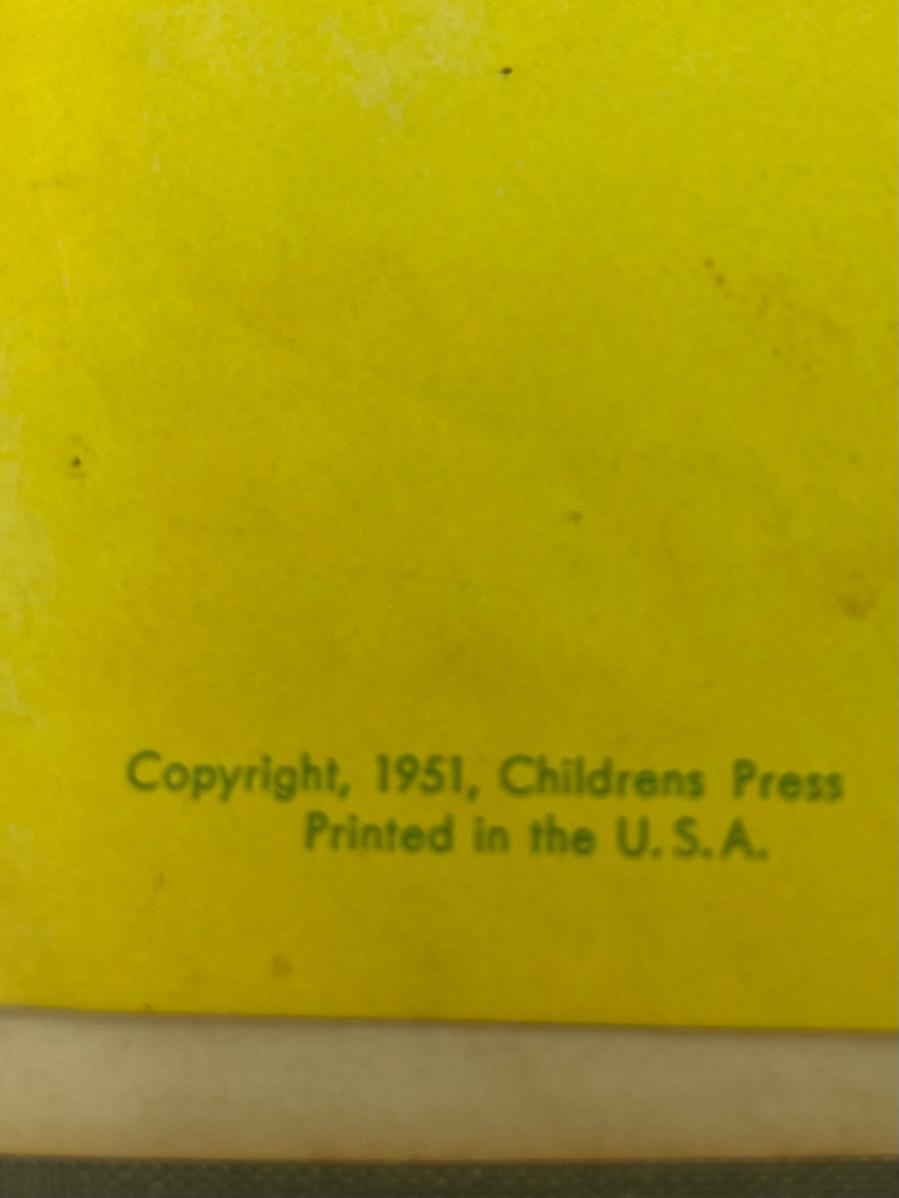 Copyright, 1951, Childrens Press
Printed in the U.S.A.